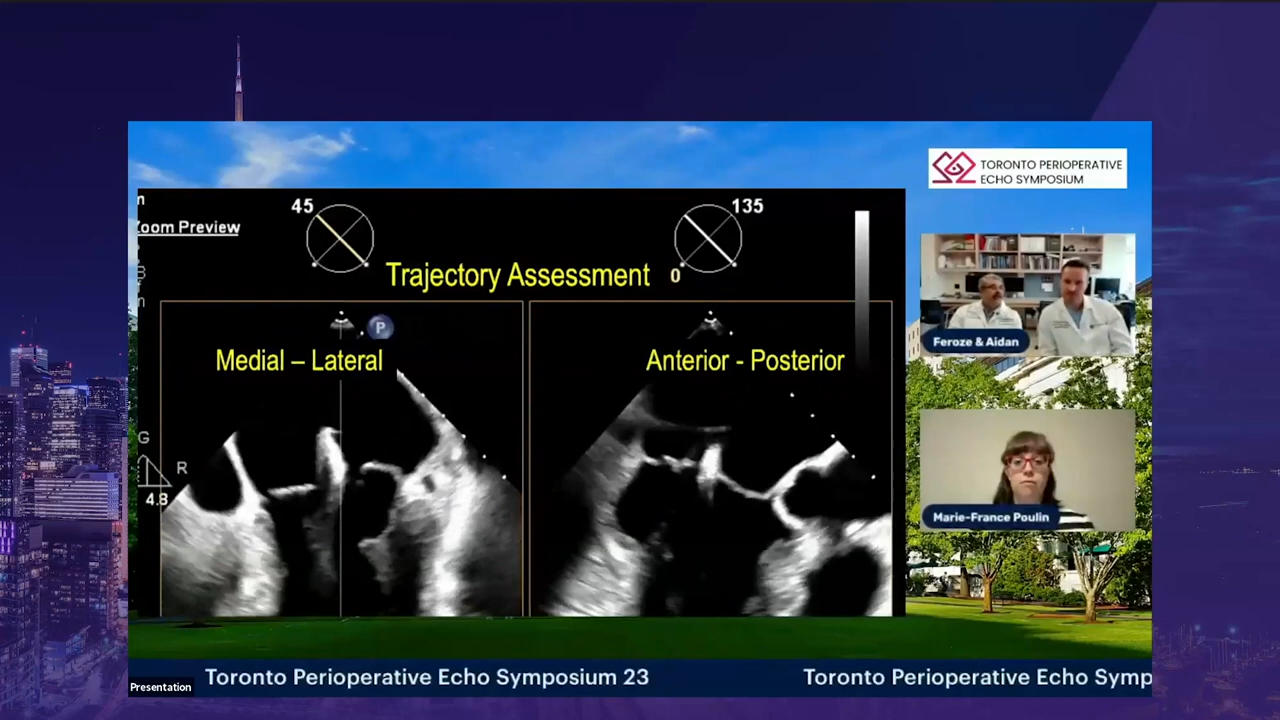 TORONTO PERIOPERATIVE
ECHO SYMPOSIUM
n
Zoom Preview
45
135
0
Trajectory Assessment
P
Medial – Lateral
Anterior - Posterior
G
R
4.8
Feroze & Aidan
Marie-France Poulin
Toronto Perioperative Echo Symposium 23
Toronto Perioperative Echo Symp
Presentation